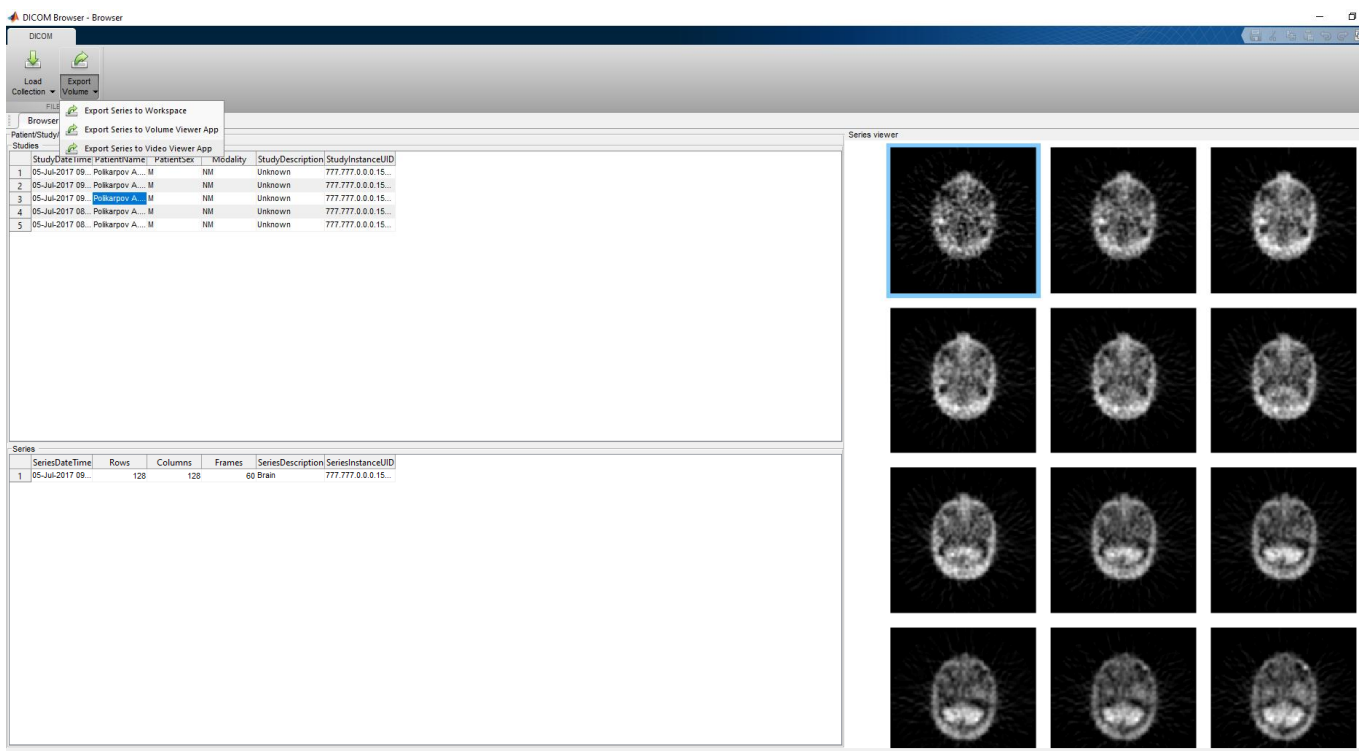 DICOM Browser - Browser
DICOM
Load Collection
Export Volume
FILE
Export Series to Workspace
Export Series to Volume Viewer App
Export Series to Video Viewer App
Browser
Patient/Study/
Series viewer
Studies
StudyDateTime PatientName PatientSex Modality StudyDescription StudyInstanceUID
1 05-Jul-2017 09... Polikarpov A.... M NM Unknown 777.777.0.0.0.15...
2 05-Jul-2017 09... Polikarpov A.... M NM Unknown 777.777.0.0.0.15...
3 05-Jul-2017 09... Polikarpov A.... M NM Unknown 777.777.0.0.0.15...
4 05-Jul-2017 08... Polikarpov A.... M NM Unknown 777.777.0.0.0.15...
5 05-Jul-2017 08... Polikarpov A.... M NM Unknown 777.777.0.0.0.15...
Series
SeriesDateTime Rows Columns Frames SeriesDescription SeriesInstanceUID
1 05-Jul-2017 09... 128 128 60 Brain 777.777.0.0.0.15...